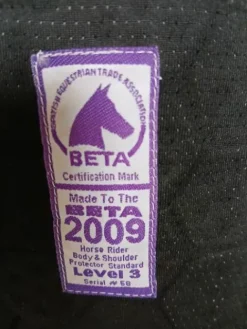 BRITISH EQUESTRIAN TRADE ASSOCIATION
BETA
Certification Mark
Made To The
BETA
2009
Horse Rider
Body & Shoulder
Protector Standard
Level 3